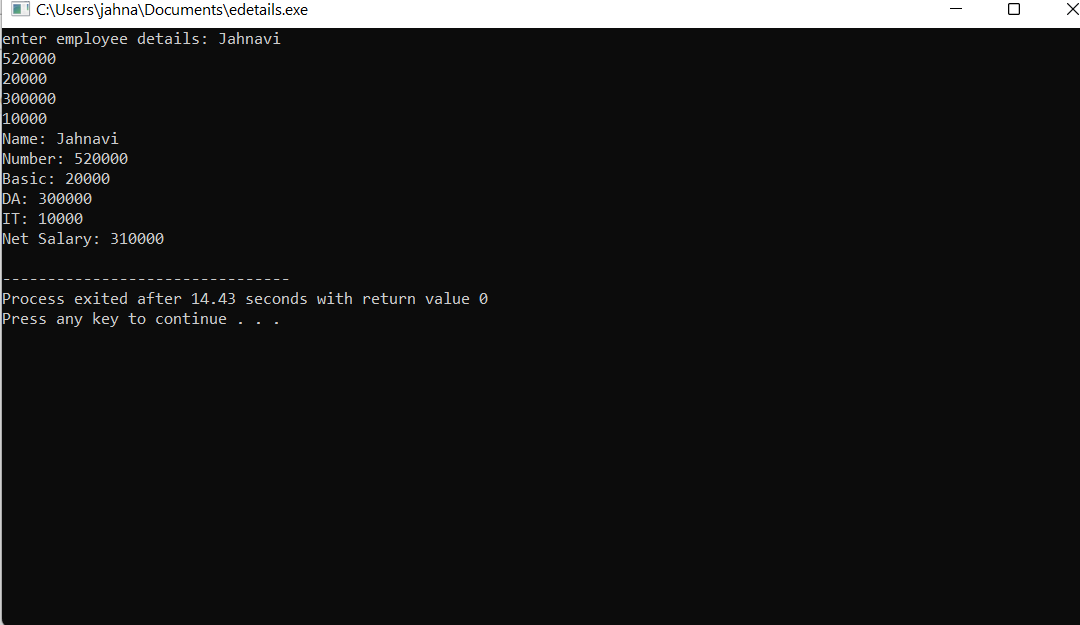 C:\Users\jahna\Documents\edetails.exe
enter employee details: Jahnavi
520000
20000
300000
10000
Name: Jahnavi
Number: 520000
Basic: 20000
DA: 300000
IT: 10000
Net Salary: 310000
--------------------------------
Process exited after 14.43 seconds with return value 0
Press any key to continue . . .